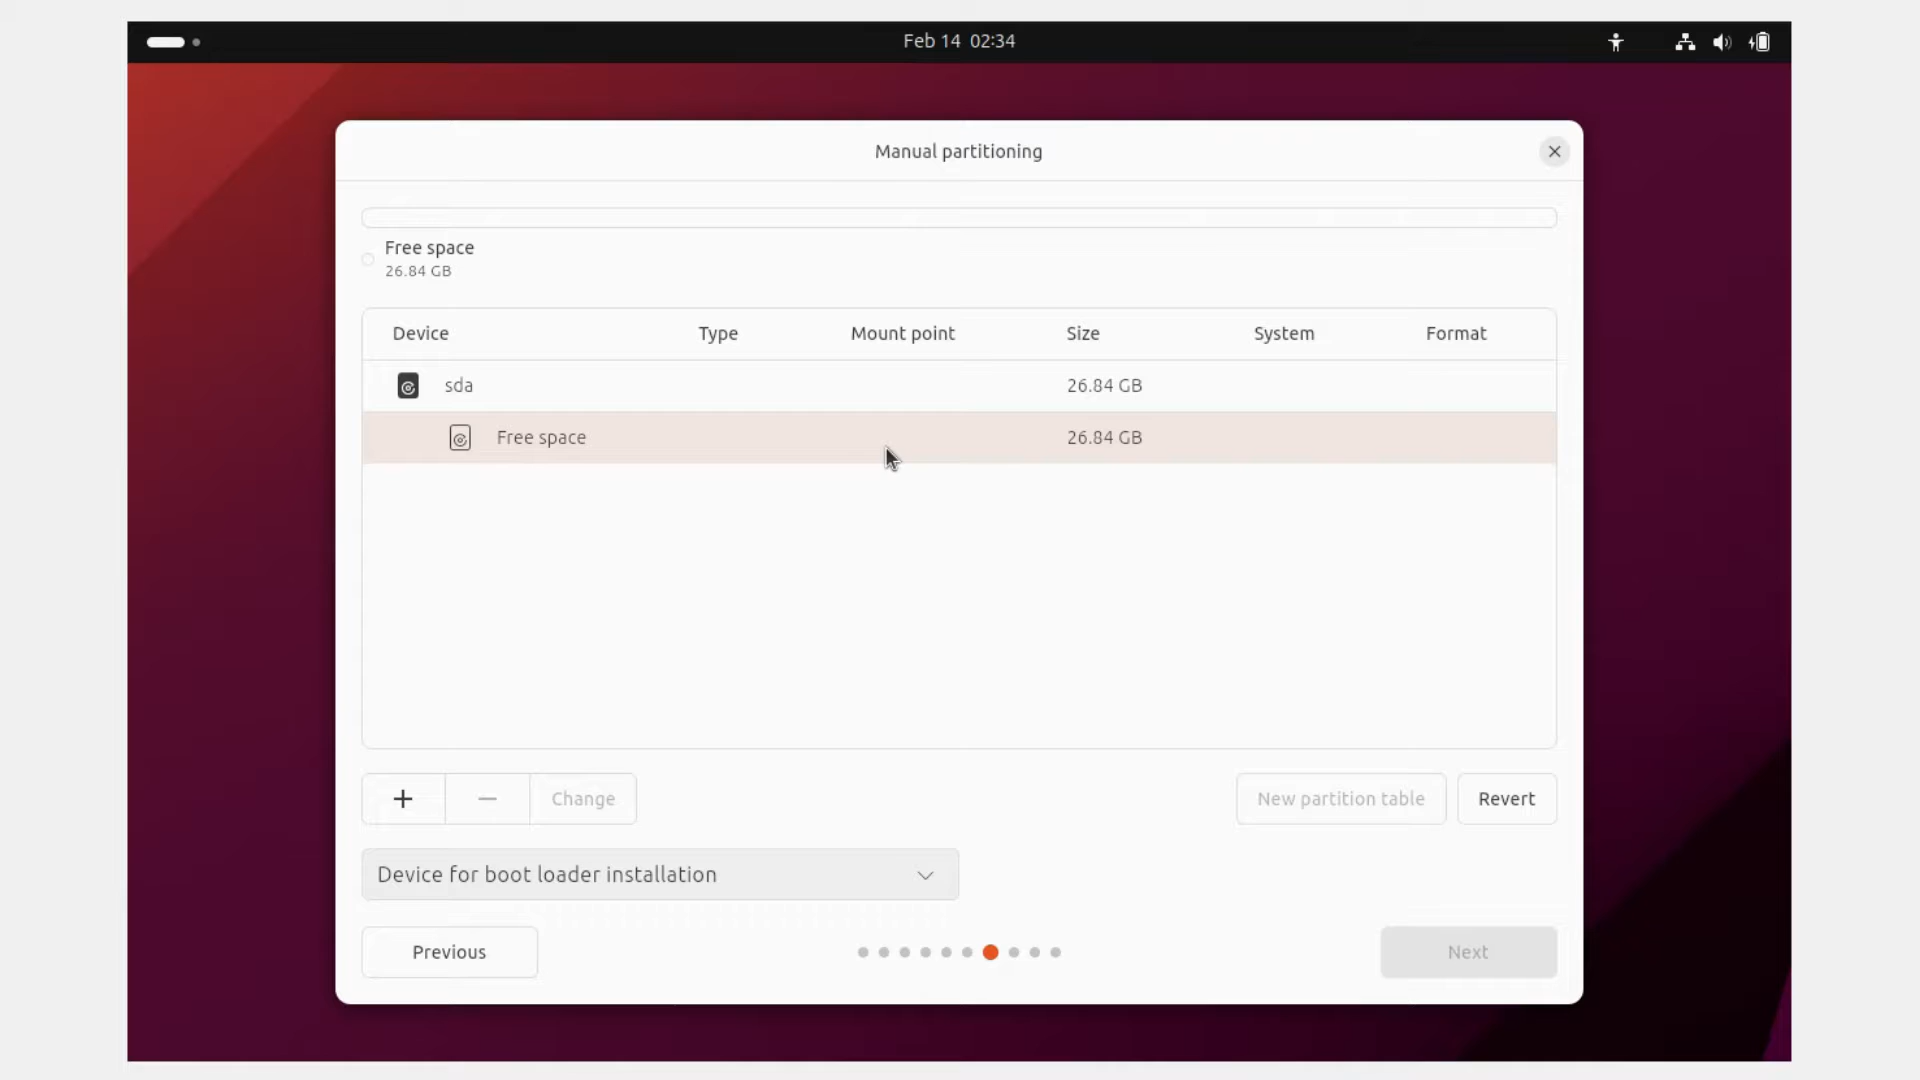 Feb 14 02:34
Manual partitioning
Free space
26.84 GB
Device Type Mount point Size System Format
sda 26.84 GB
Free space 26.84 GB
Change New partition table Revert
Device for boot loader installation
Previous Next